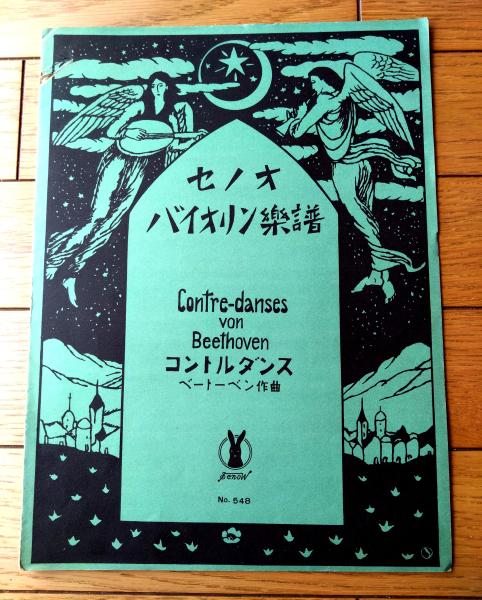 セノオ
バイオリン樂譜
Contre-danses
von
Beethoven
コントルダンス
ベートーベン作曲
SenoW
No. 548